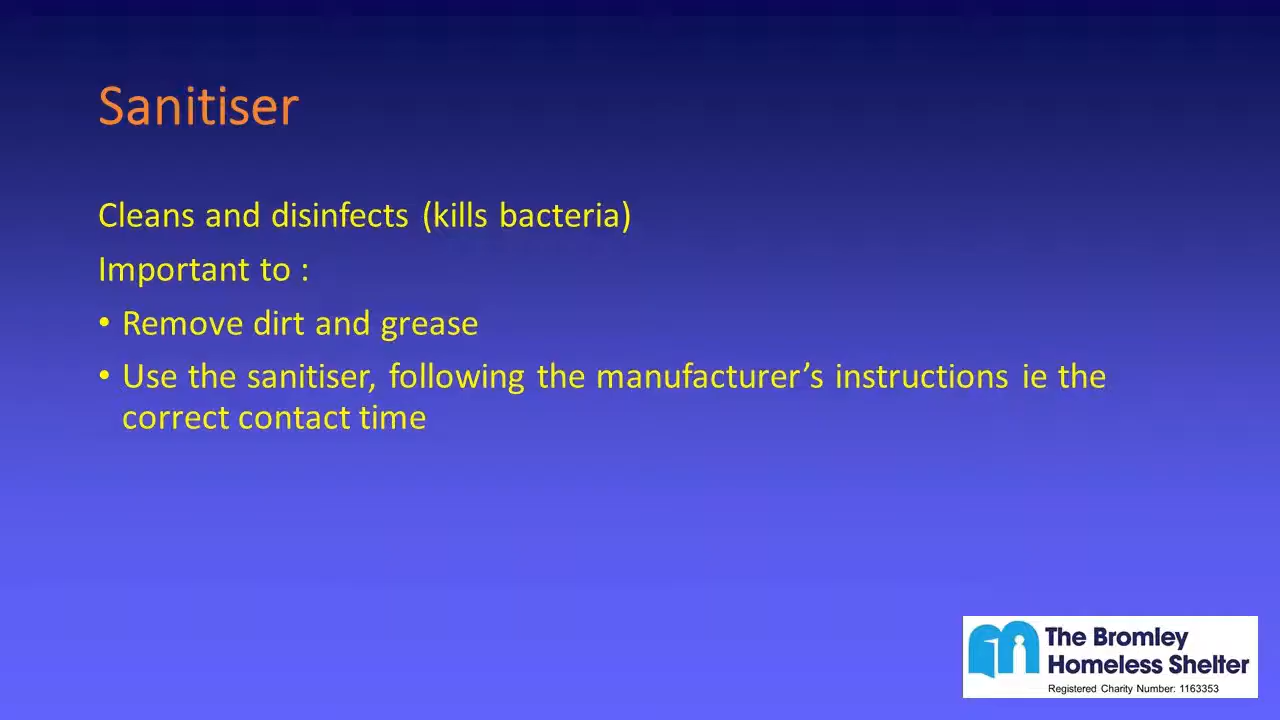 Sanitiser
Cleans and disinfects (kills bacteria)
Important to :
• Remove dirt and grease
• Use the sanitiser, following the manufacturer’s instructions ie the
correct contact time
The Bromley
Homeless Shelter
Registered Charity Number: 1163353